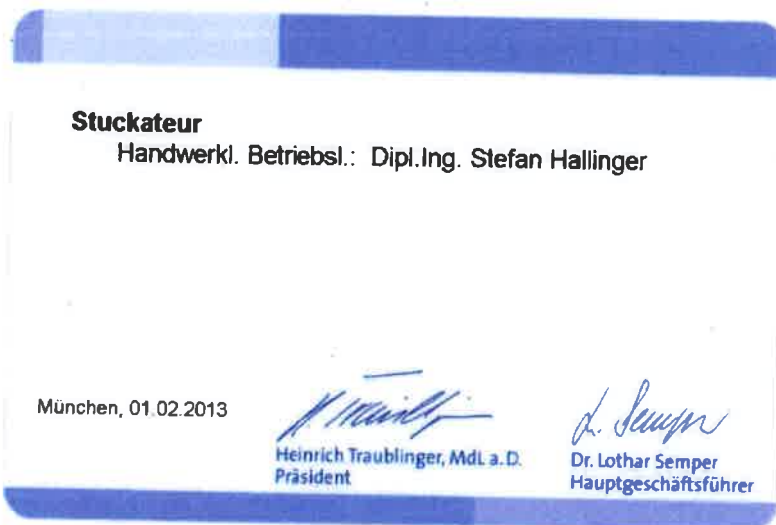 Stuckateur
Handwerkl. Betriebsl.: Dipl.Ing. Stefan Hallinger
München, 01.02.2013
L. Semper
Heinrich Traublinger, MdL a.D.
Präsident
Dr. Lothar Semper
Hauptgeschäftsführer